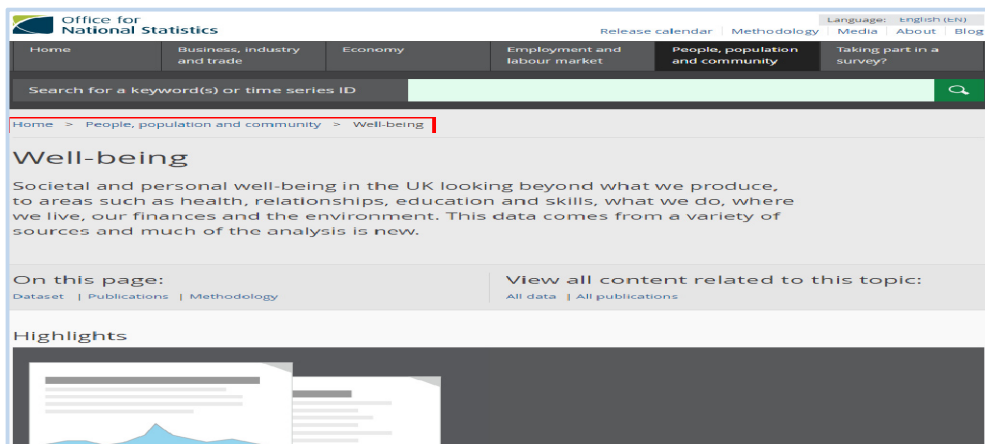 Office for
National Statistics
Language: English (EN)
Release calendar | Methodology | Media | About | Blog
Home
Business, industry
and trade
Economy
Employment and
labour market
People, population
and community
Taking part in a
survey?
Search for a keyword(s) or time series ID
Home > People, population and community > Well-being
Well-being
Societal and personal well-being in the UK looking beyond what we produce,
to areas such as health, relationships, education and skills, what we do, where
we live, our finances and the environment. This data comes from a variety of
sources and much of the analysis is new.
On this page:
Dataset | Publications | Methodology
View all content related to this topic:
All data | All publications
Highlights